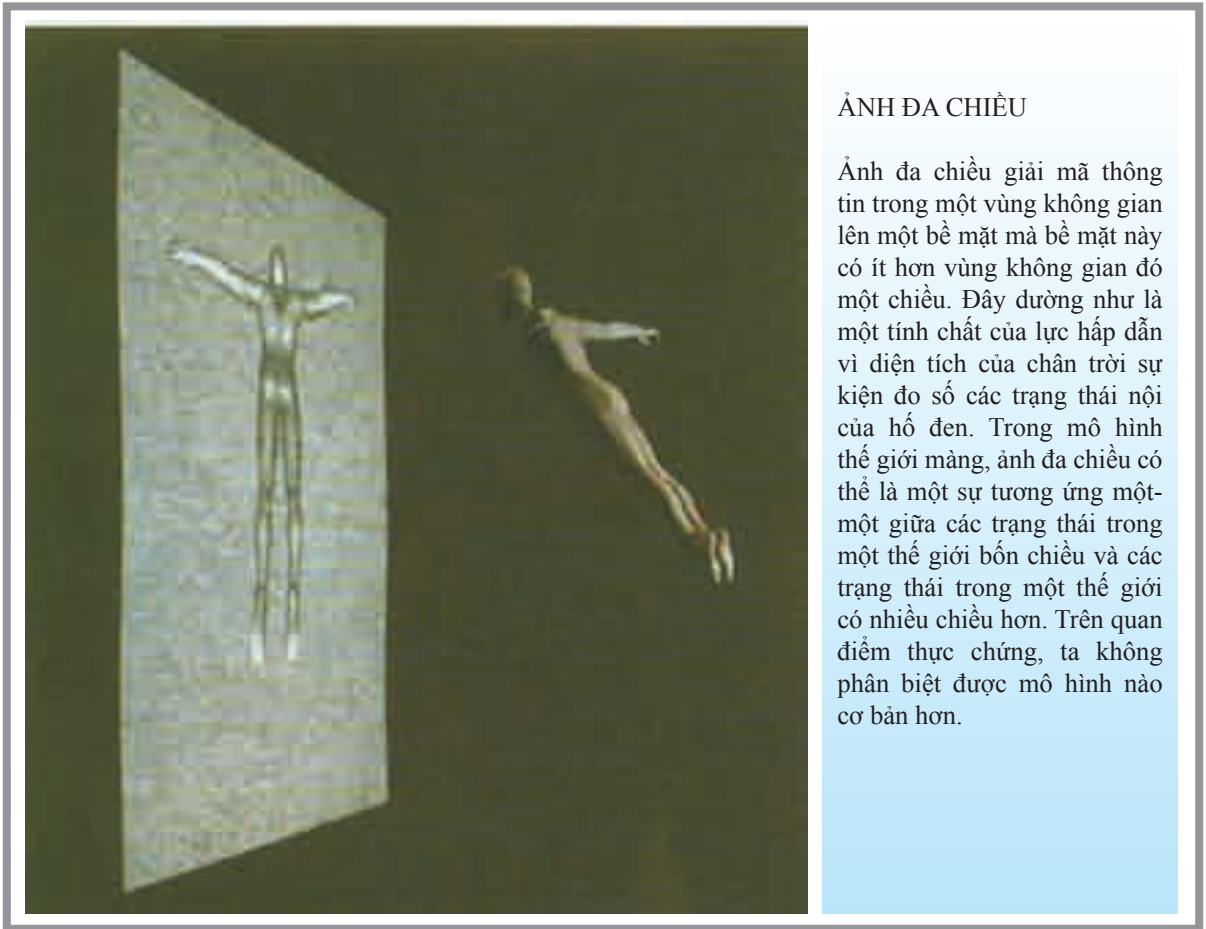 ẢNH ĐA CHIỀU
Ảnh đa chiều giải mã thông
tin trong một vùng không gian
lên một bề mặt mà bề mặt này
có ít hơn vùng không gian đó
một chiều. Đây dường như là
một tính chất của lực hấp dẫn
vì diện tích của chân trời sự
kiện đo số các trạng thái nội
của hố đen. Trong mô hình
thế giới màng, ảnh đa chiều có
thể là một sự tương ứng một-
một giữa các trạng thái trong
một thế giới bốn chiều và các
trạng thái trong một thế giới
có nhiều chiều hơn. Trên quan
điểm thực chứng, ta không
phân biệt được mô hình nào
cơ bản hơn.